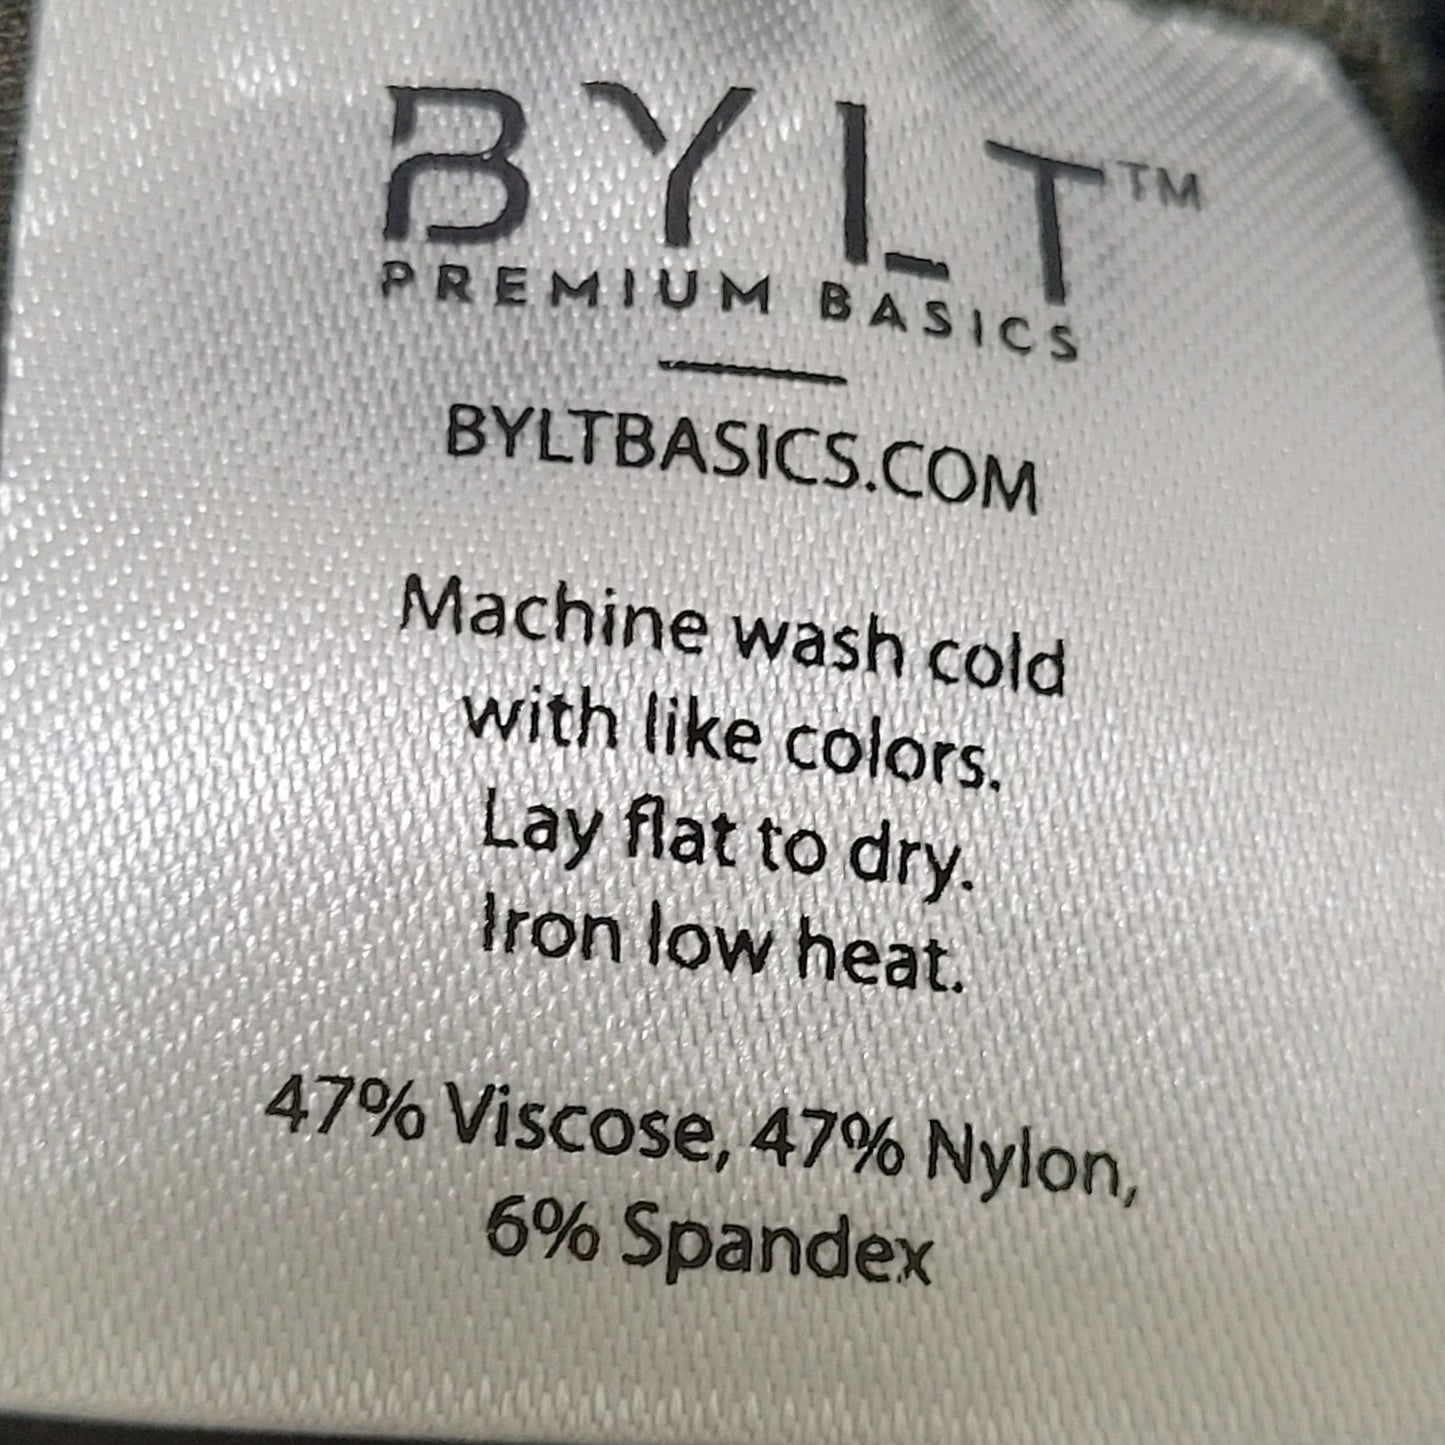 BYLT™
PREMIUM BASICS
BYLTBASICS.COM
Machine wash cold
with like colors.
Lay flat to dry.
Iron low heat.
47% Viscose, 47% Nylon,
6% Spandex